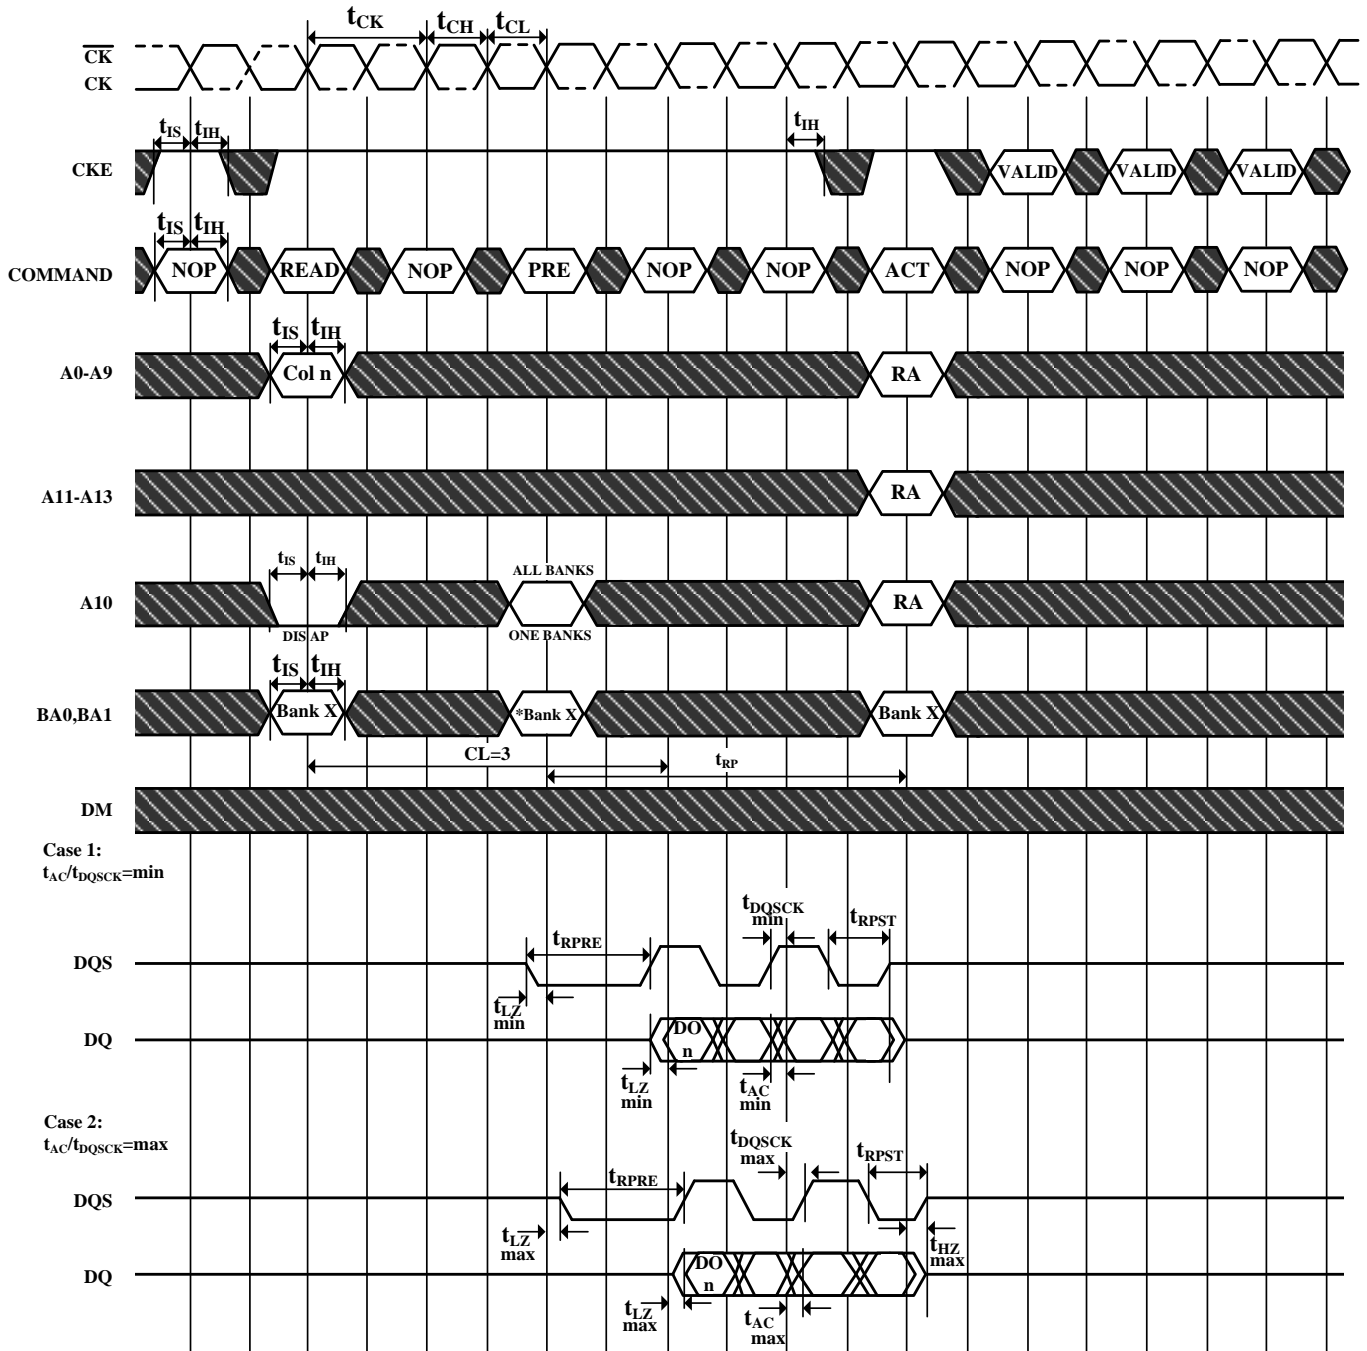 tCK tCH tCL
CK
CK
tIS tIH tIH
CKE VALID VALID VALID
tIS tIH
COMMAND NOP READ NOP PRE NOP NOP ACT NOP NOP NOP
tIS tIH
A0-A9 Col n RA
A11-A13 RA
tIS tIH ALL BANKS
A10 RA
DIS AP ONE BANKS
tIS tIH
BA0,BA1 Bank X *Bank X Bank X
CL=3 tRP
DM
Case 1:
tAC/tDQSCK=min
tDQSCK min tRPST
tRPRE
DQS
tLZ min
DQ DO n
tLZ min tAC min
Case 2:
tAC/tDQSCK=max
tDQSCK max tRPST
tRPRE
DQS
tLZ max tHZ max
DQ DO n
tLZ max tAC max